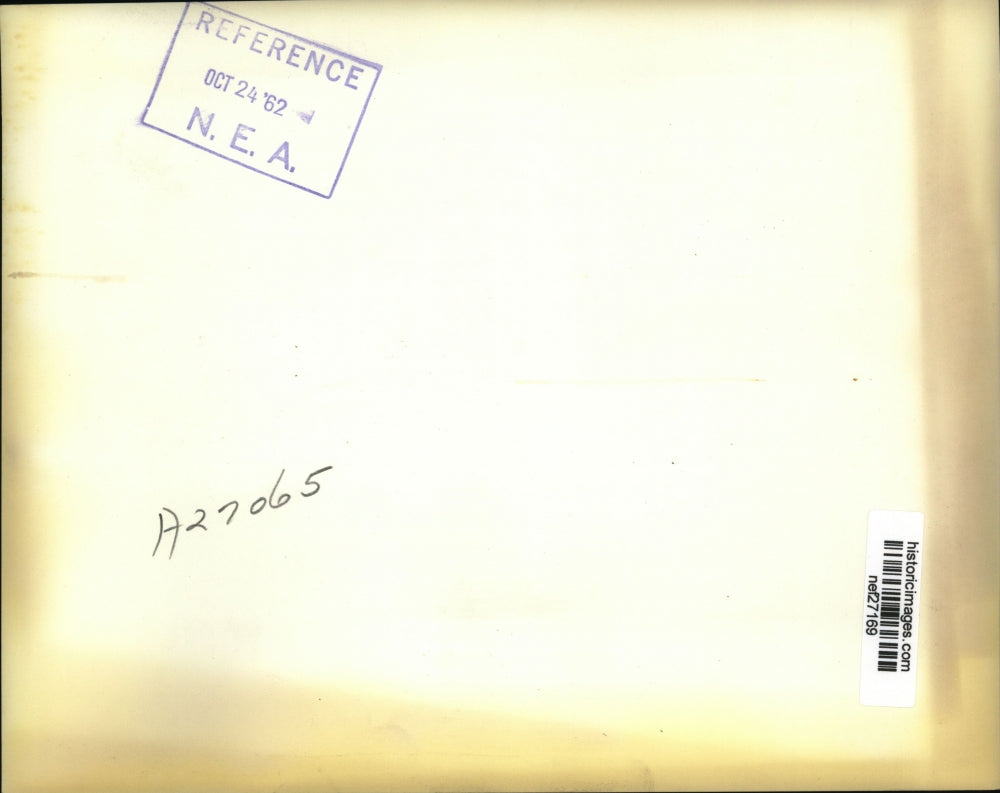 REFERENCE
OCT 24 '62
N. E. A.
A27065
historicimages.com
nef27169